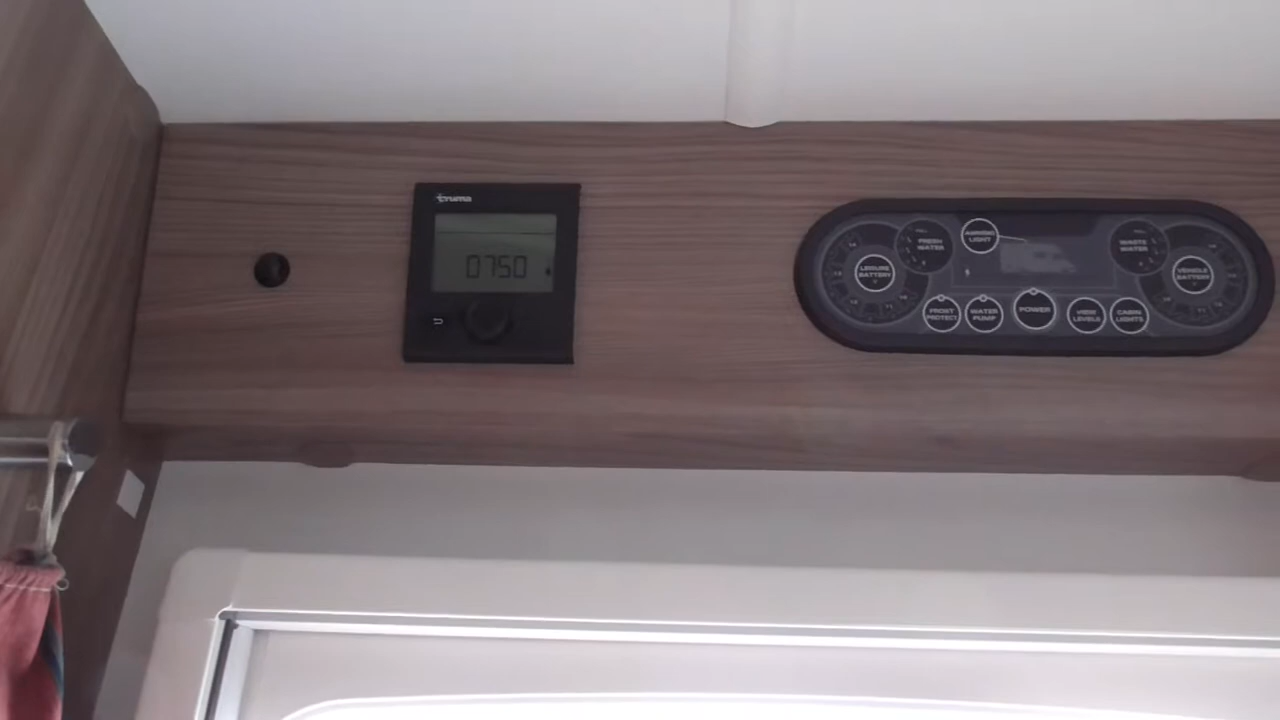 truma
0750
LEISURE
BATTERY
FRESH
WATER
AWNING
LIGHT
WASTE
WATER
VEHICLE
BATTERY
FROST
PROTECT
WATER
PUMP
POWER
VIEW
LEVELS
CABIN
LIGHTS